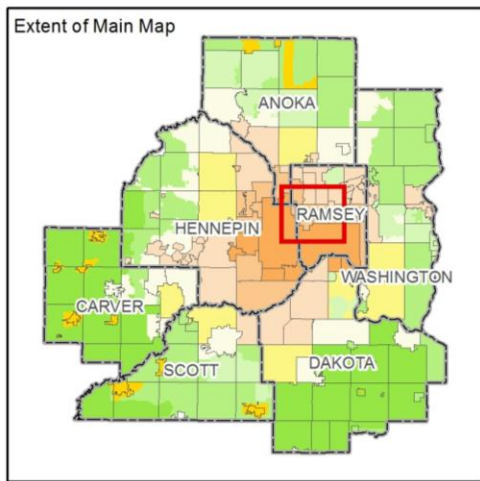 Extent of Main Map
ANOKA
HENNEPIN
RAMSEY
WASHINGTON
CARVER
SCOTT
DAKOTA